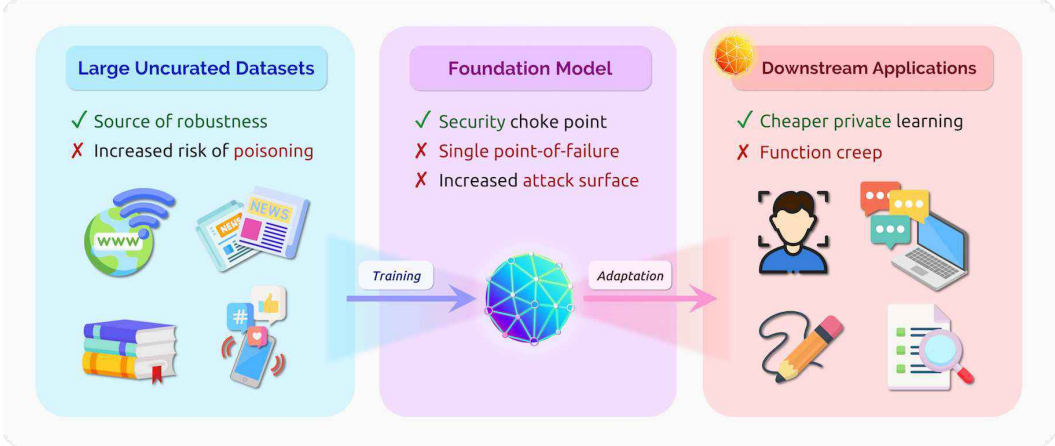 Large Uncurated Datasets
✓ Source of robustness
✗ Increased risk of poisoning
www
NEWS
NEWS
#
Training
Foundation Model
✓ Security choke point
✗ Single point-of-failure
✗ Increased attack surface
Adaptation
Downstream Applications
✓ Cheaper private learning
✗ Function creep